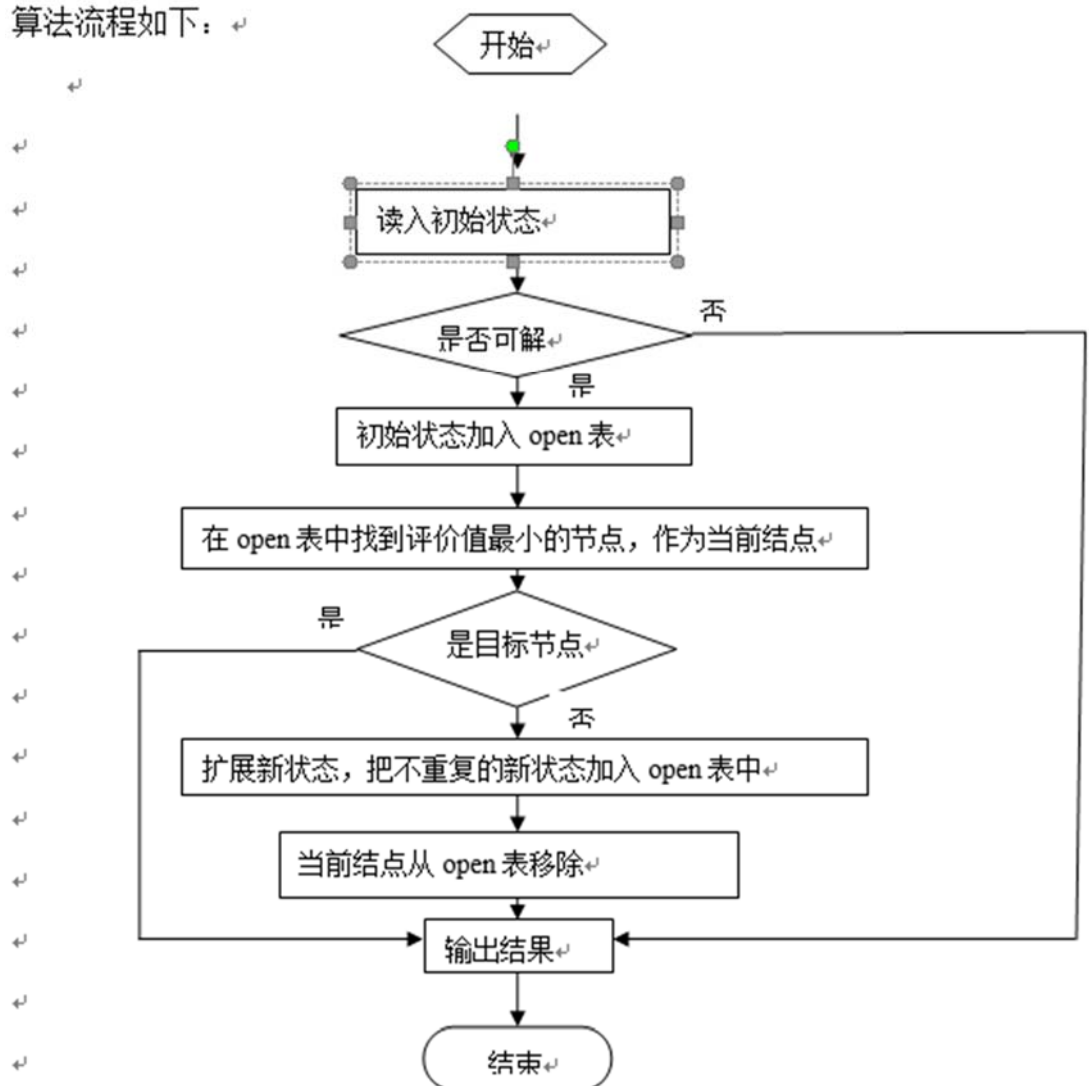 算法流程如下：
开始
读入初始状态
否
是否可解
是
初始状态加入 open 表
在 open 表中找到评价值最小的节点，作为当前结点
是
是目标节点
否
扩展新状态，把不重复的新状态加入 open 表中
当前结点从 open 表移除
输出结果
结束